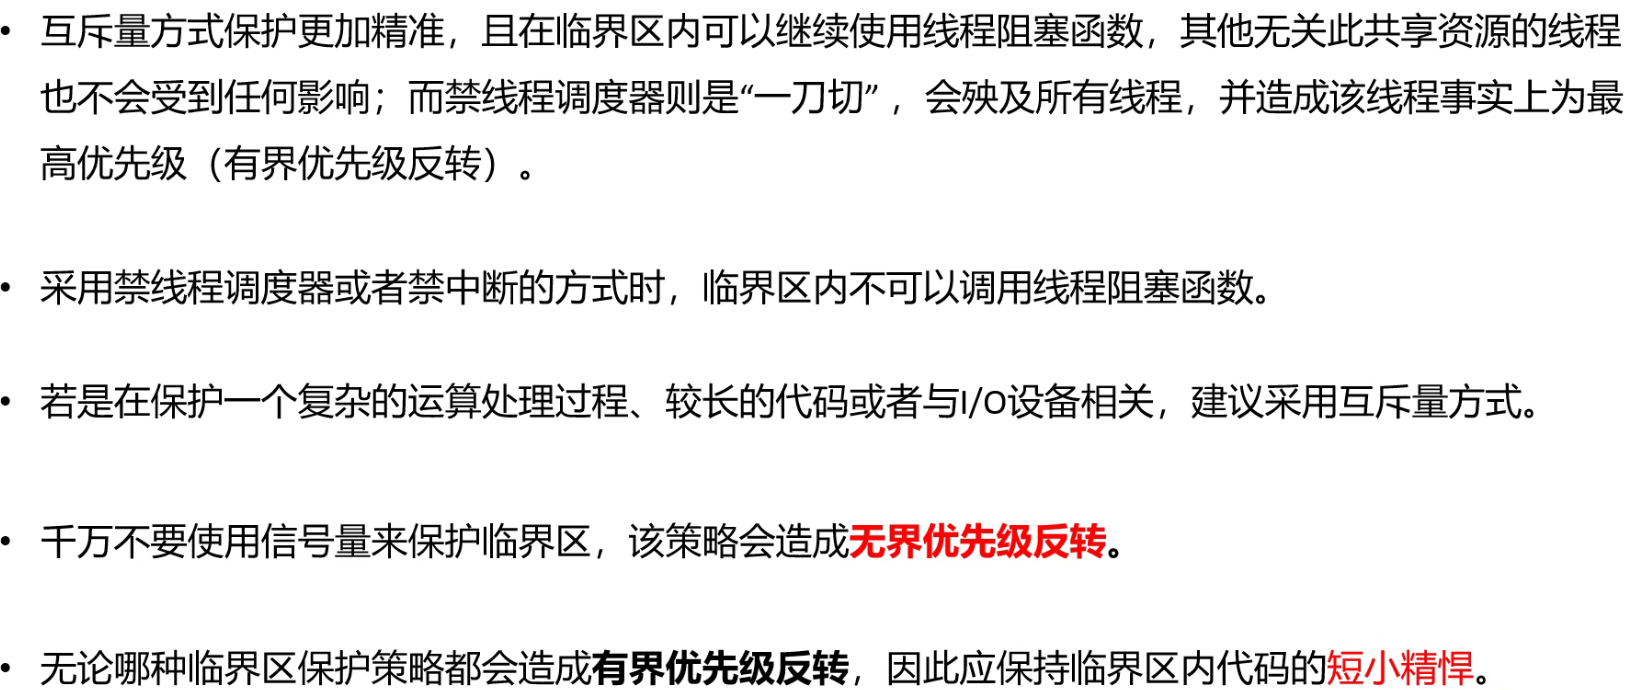 • 互斥量方式保护更加精准，且在临界区内可以继续使用线程阻塞函数，其他无关此共享资源的线程
也不会受到任何影响；而禁线程调度器则是“一刀切”，会殃及所有线程，并造成该线程事实上为最
高优先级（有界优先级反转）。
• 采用禁线程调度器或者禁中断的方式时，临界区内不可以调用线程阻塞函数。
• 若是在保护一个复杂的运算处理过程、较长的代码或者与I/O设备相关，建议采用互斥量方式。
• 千万不要使用信号量来保护临界区，该策略会造成无界优先级反转。
• 无论哪种临界区保护策略都会造成有界优先级反转，因此应保持临界区内代码的短小精悍。